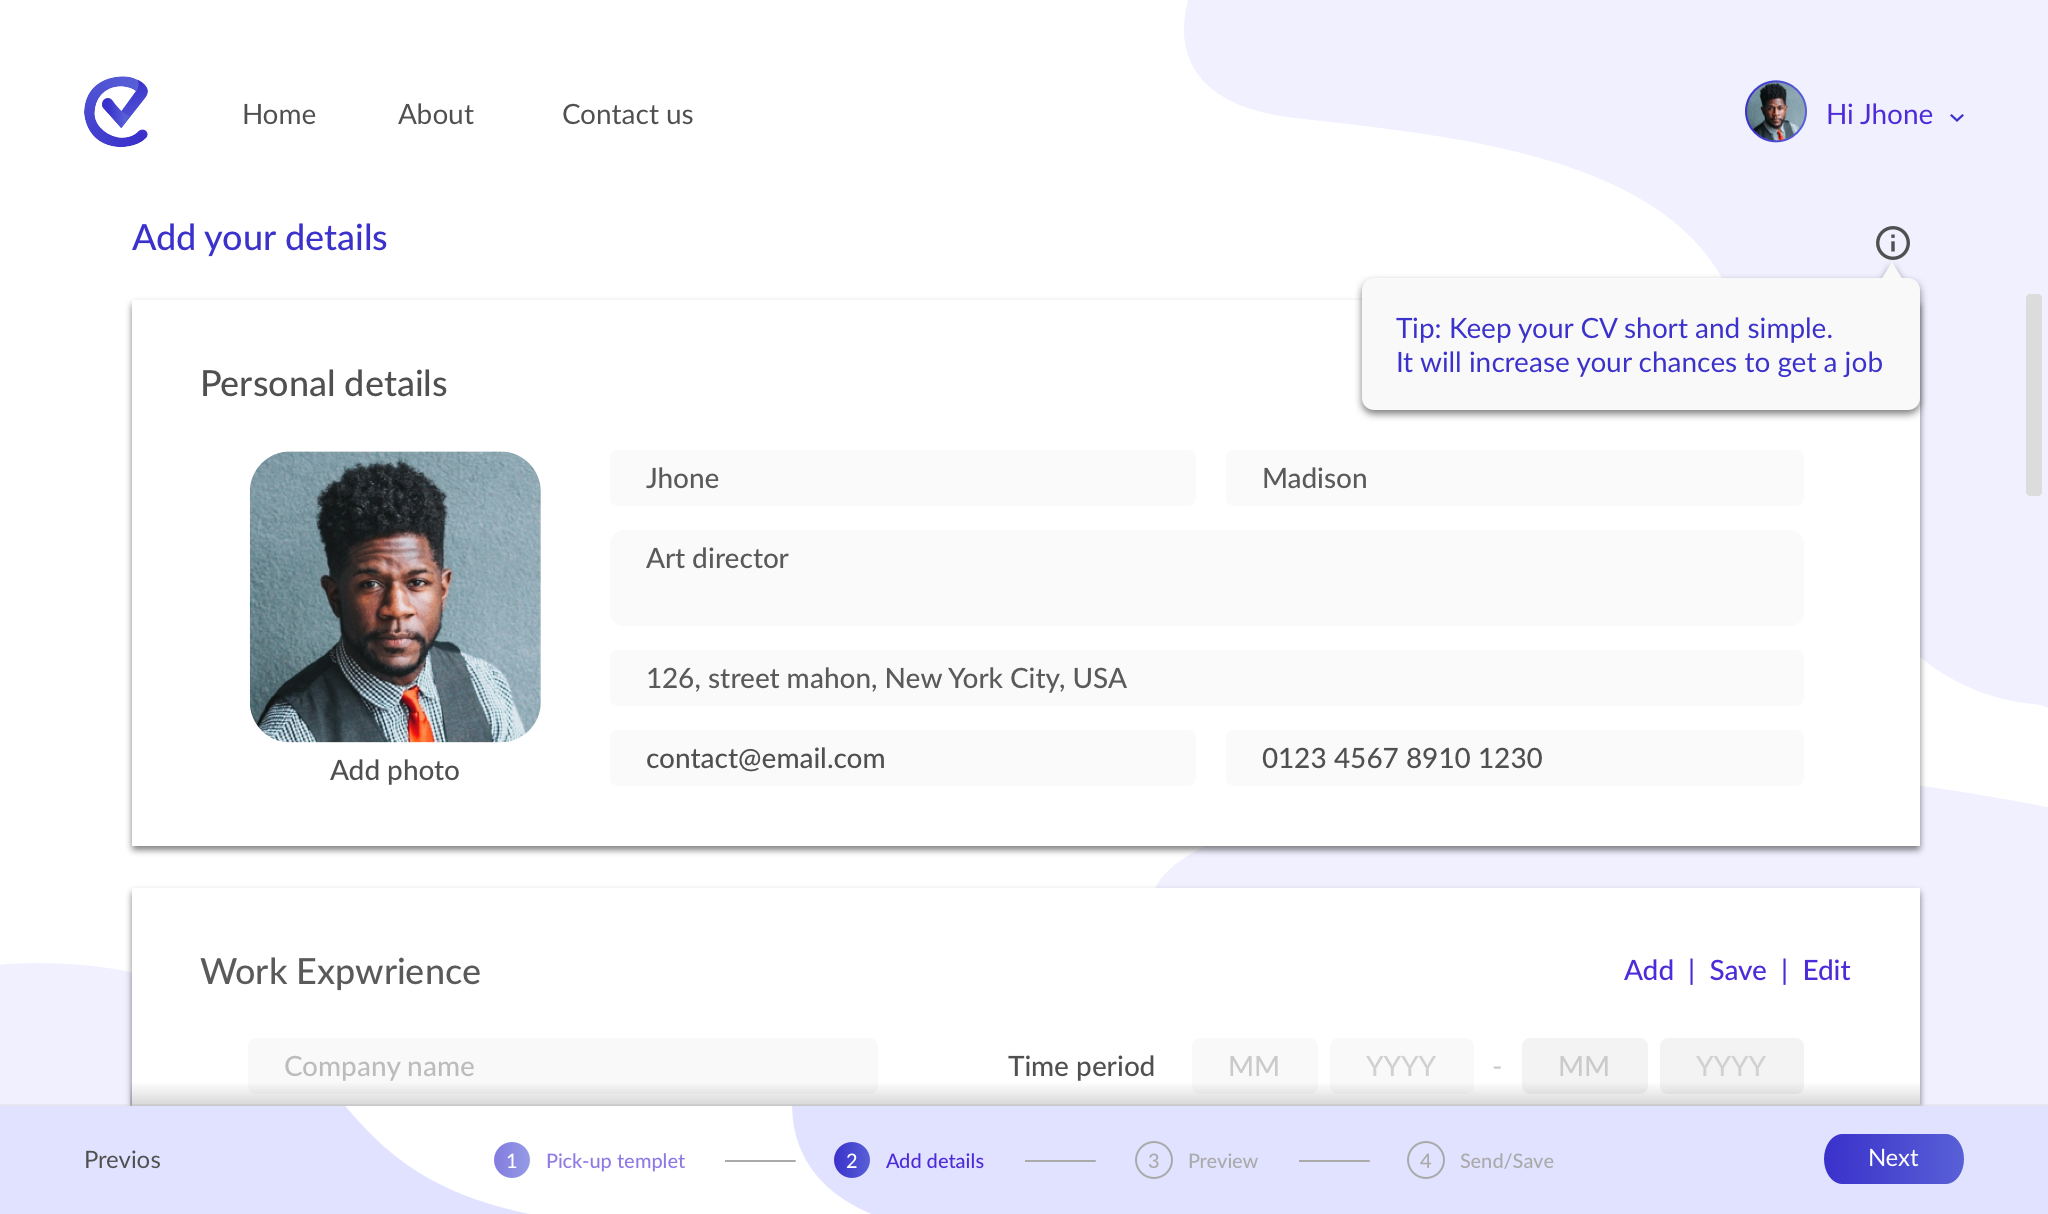 Home About Contact us
Hi Jhone
Add your details
Tip: Keep your CV short and simple.
It will increase your chances to get a job
Personal details
Jhone Madison
Art director
126, street mahon, New York City, USA
contact@email.com 0123 4567 8910 1230
Add photo
Work Expwrience
Add | Save | Edit
Company name Time period MM YYYY - MM YYYY
Previos 1 Pick-up templet 2 Add details 3 Preview 4 Send/Save Next